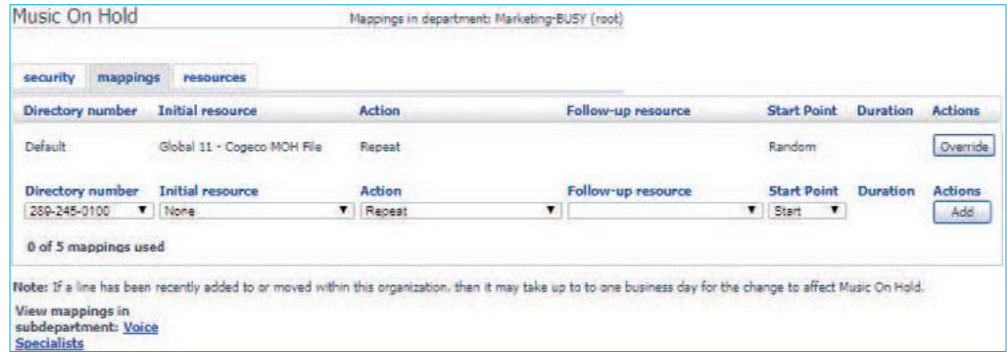 Music On Hold Mappings in department: Marketing-BUSY (root)
security mappings resources
Directory number Initial resource Action Follow-up resource Start Point Duration Actions
Default Global 11 - Cogeco MOH File Repeat Random Override
Directory number Initial resource Action Follow-up resource Start Point Duration Actions
289-245-0100 None Repeat Start Add
0 of 5 mappings used
Note: If a line has been recently added to or moved within this organization, then it may take up to to one business day for the change to affect Music On Hold.
View mappings in
subdepartment: Voice
Specialists